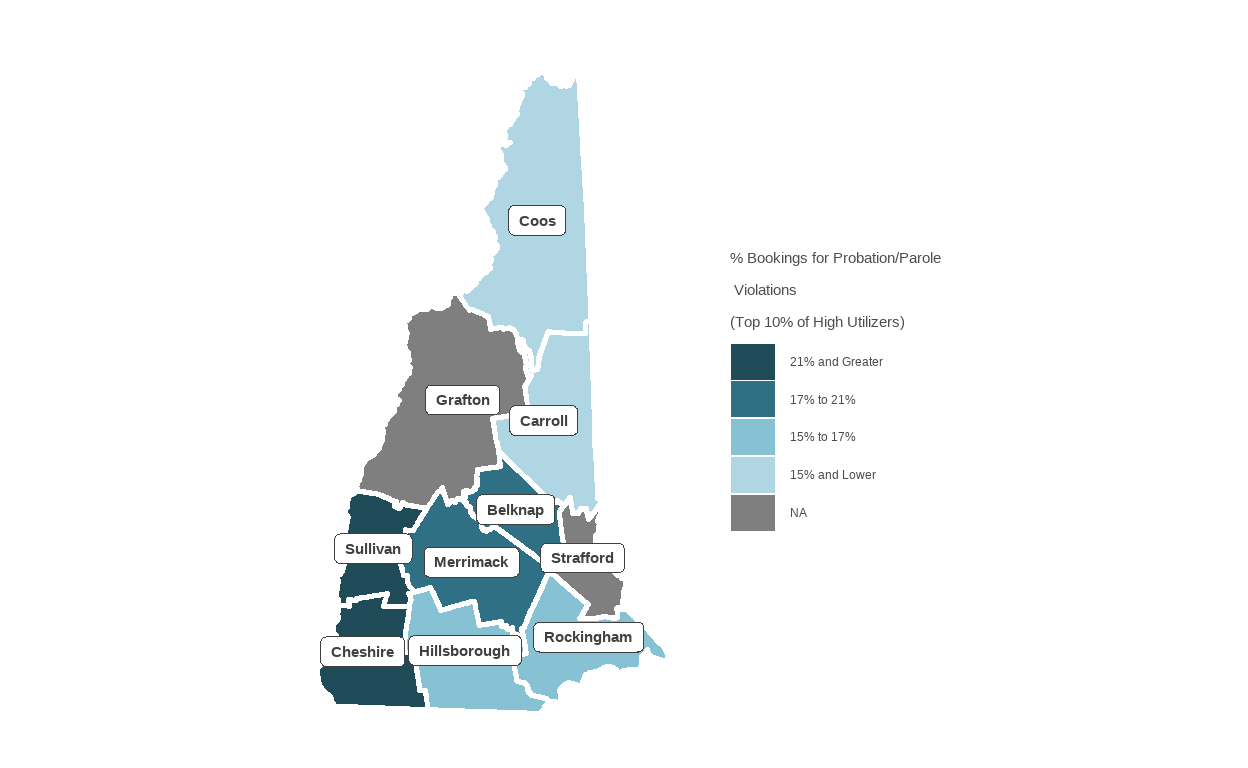 Coos
% Bookings for Probation/Parole
Violations
(Top 10% of High Utilizers)
21% and Greater
17% to 21%
15% to 17%
15% and Lower
NA
Grafton
Carroll
Belknap
Sullivan
Merrimack
Strafford
Cheshire
Hillsborough
Rockingham